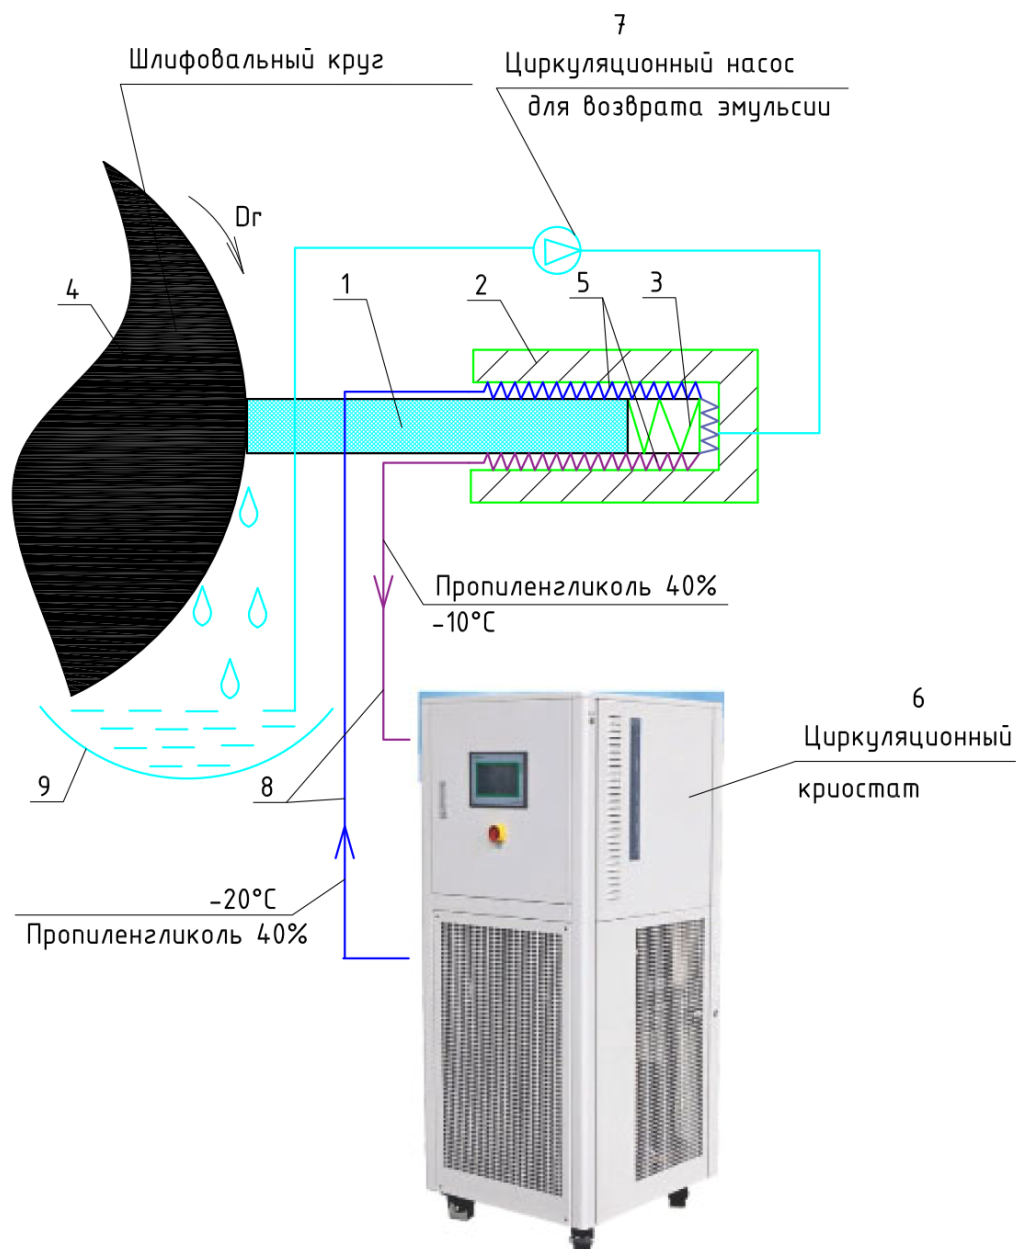 7
Шлифовальный круг
Циркуляционный насос
для возврата эмульсии
Dr
4
1
2
5
3
Пропиленгликоль 40%
-10°C
6
Циркуляционный
криостат
9
8
-20°C
Пропиленгликоль 40%